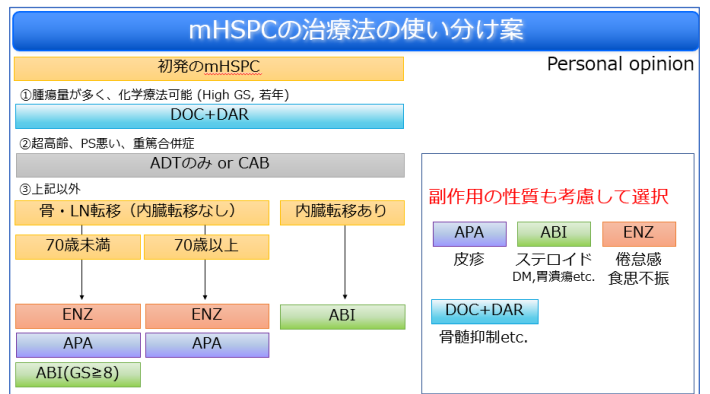 mHSPCの治療法の使い分け案
Personal opinion
初発のmHSPC
①腫瘍量が多く、化学療法可能 (High GS, 若年)
DOC+DAR
②超高齢、PS悪い、重篤合併症
ADTのみ or CAB
③上記以外
骨・LN転移（内臓転移なし）
内臓転移あり
70歳未満
70歳以上
ENZ
ENZ
ABI
APA
APA
ABI(GS≧8)
副作用の性質も考慮して選択
APA
ABI
ENZ
皮疹
ステロイド
倦怠感
DM,胃潰瘍etc.
食思不振
DOC+DAR
骨髄抑制etc.